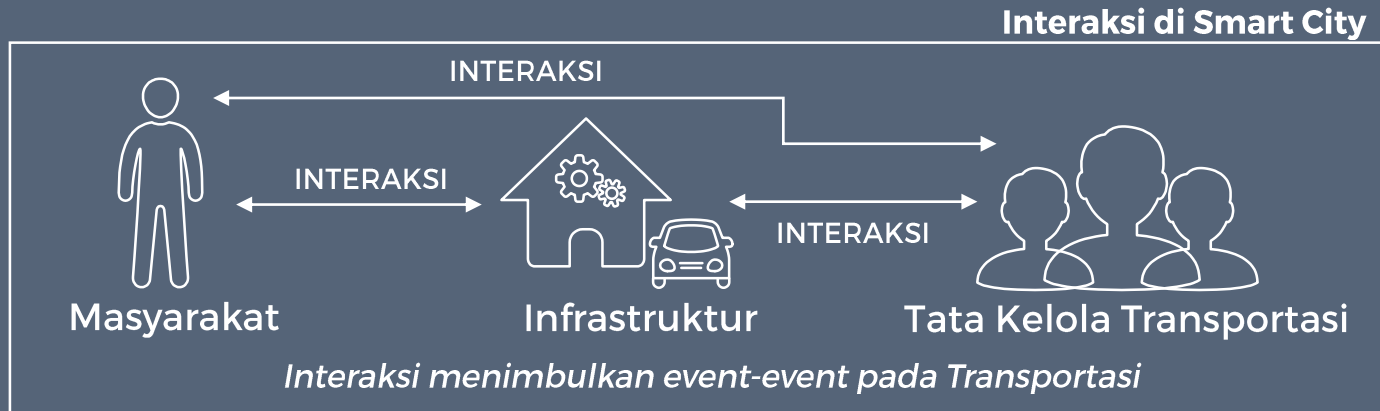 Interaksi di Smart City
INTERAKSI
INTERAKSI
INTERAKSI
Masyarakat
Infrastruktur
Tata Kelola Transportasi
Interaksi menimbulkan event-event pada Transportasi